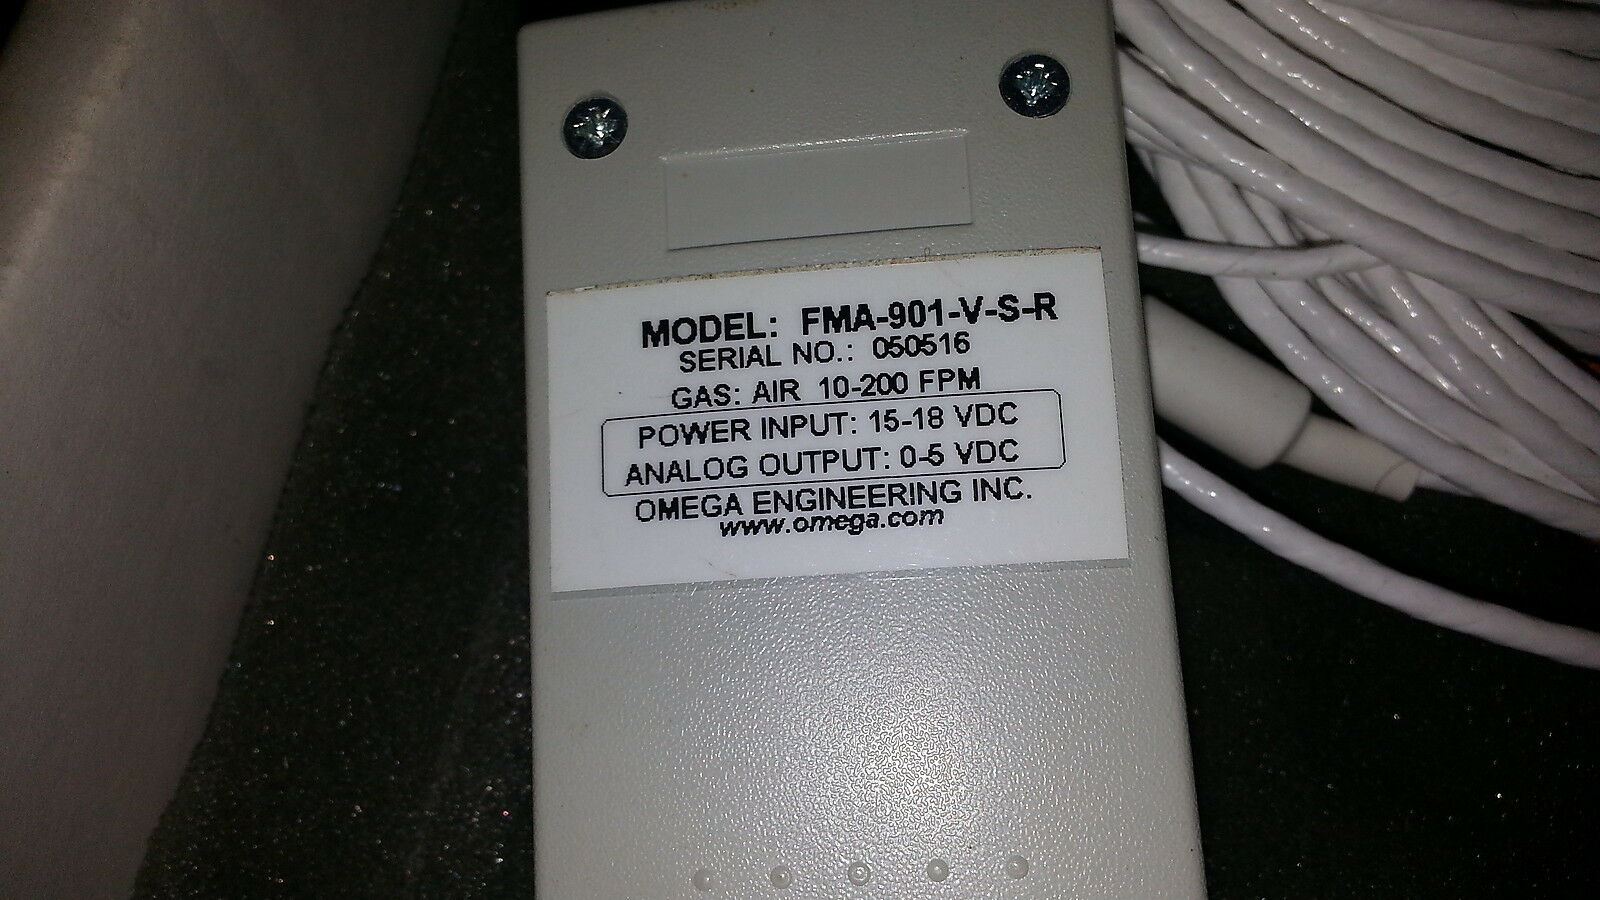 MODEL: FMA-901-V-S-R
SERIAL NO.: 050516
GAS: AIR 10-200 FPM
POWER INPUT: 15-18 VDC
ANALOG OUTPUT: 0-5 VDC
OMEGA ENGINEERING INC.
www.omega.com